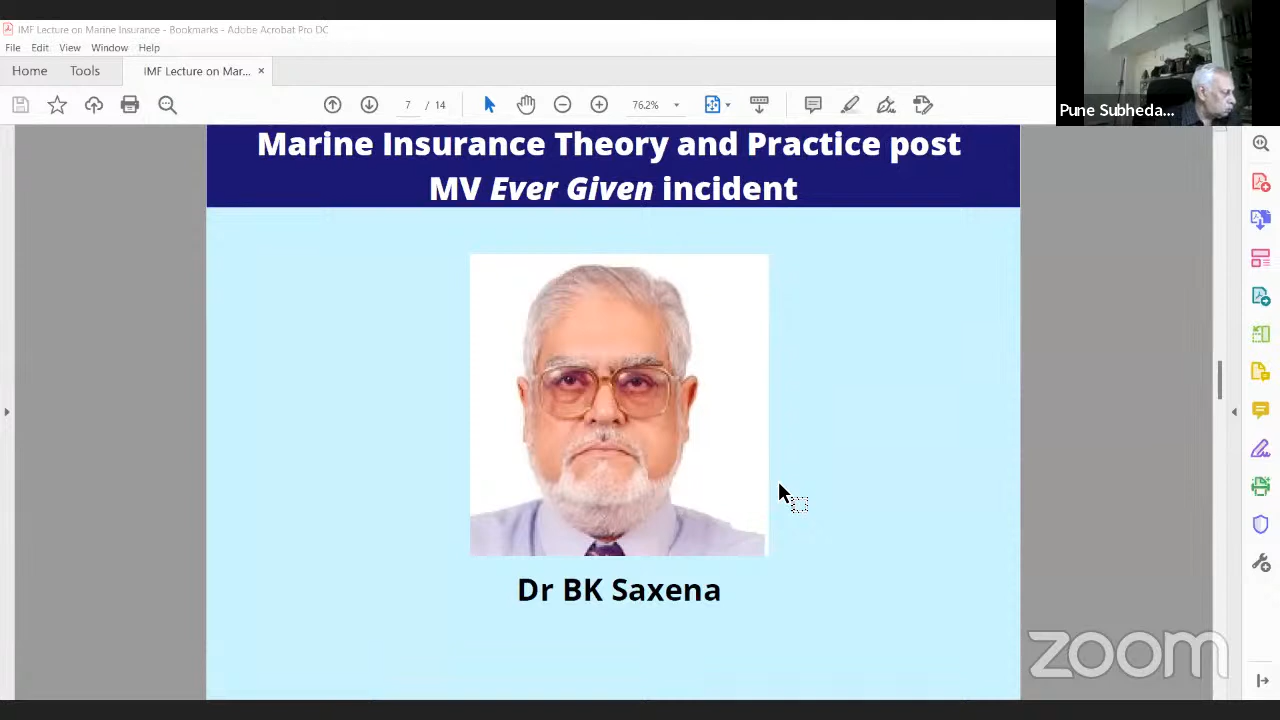 IMF Lecture on Marine Insurance - Bookmarks - Adobe Acrobat Pro DC
File Edit View Window Help
Home Tools IMF Lecture on Mar... ×
7 / 14 76.2%
Pune Subheda...
Marine Insurance Theory and Practice post
MV Ever Given incident
Dr BK Saxena
zoom